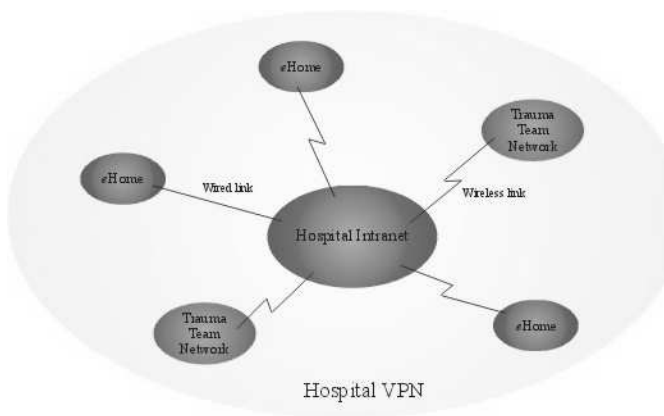 eHome
Trauma
Team
Network
eHome
Wired link
Wireless link
Hospital Intranet
Trauma
Team
Network
eHome
Hospital VPN